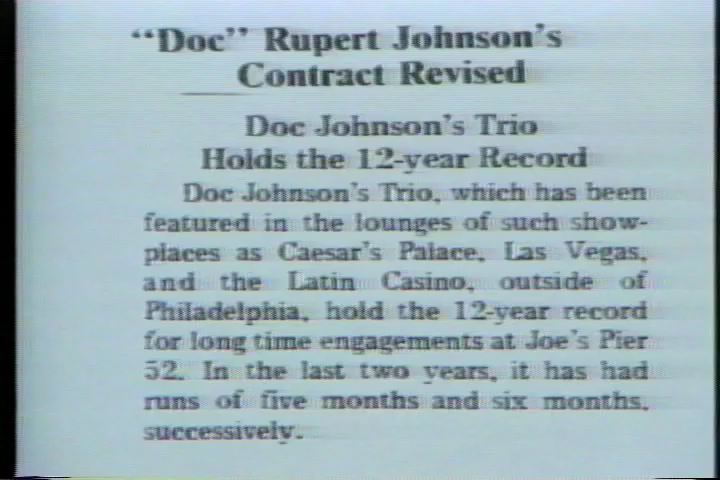 “Doc” Rupert Johnson’s
Contract Revised
Doc Johnson’s Trio
Holds the 12-year Record
Doc Johnson’s Trio, which has been
featured in the lounges of such show-
places as Caesar’s Palace, Las Vegas,
and the Latin Casino, outside of
Philadelphia, hold the 12-year record
for long time engagements at Joe’s Pier
52. In the last two years, it has had
runs of five months and six months,
successively.